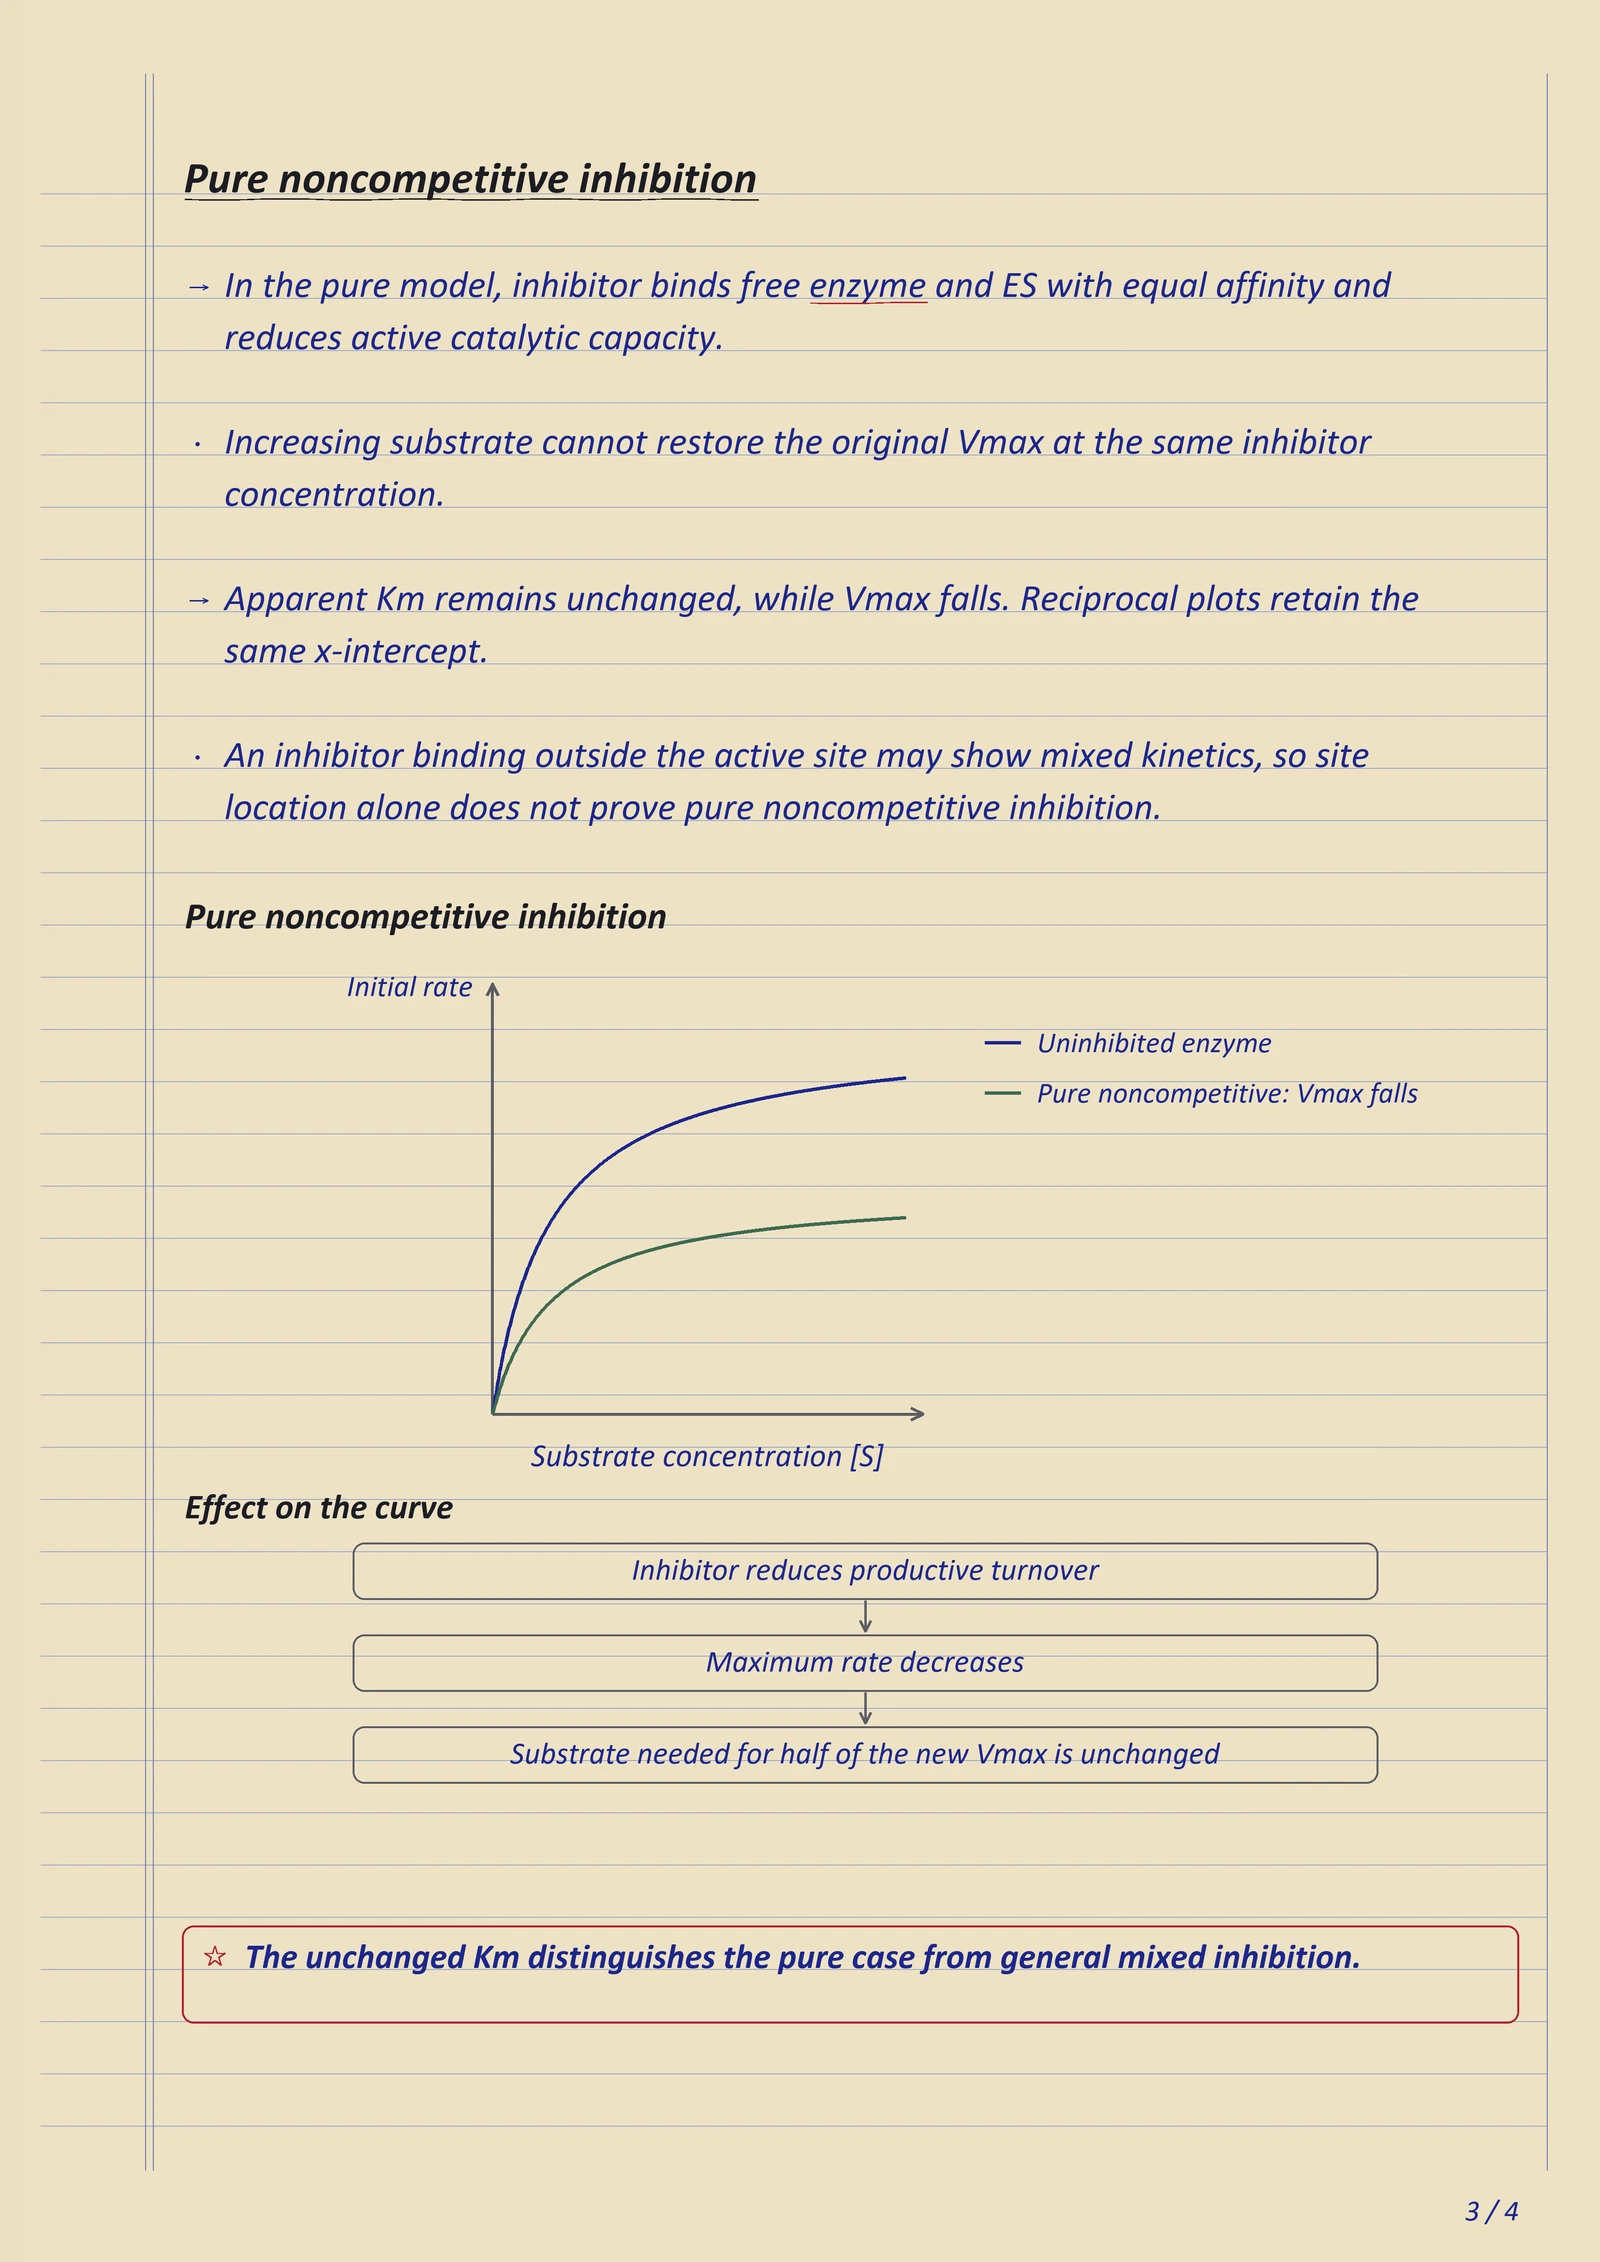 Pure noncompetitive inhibition
→ In the pure model, inhibitor binds free enzyme and ES with equal affinity and
reduces active catalytic capacity.
· Increasing substrate cannot restore the original Vmax at the same inhibitor
concentration.
→ Apparent Km remains unchanged, while Vmax falls. Reciprocal plots retain the
same x-intercept.
· An inhibitor binding outside the active site may show mixed kinetics, so site
location alone does not prove pure noncompetitive inhibition.
Pure noncompetitive inhibition
Initial rate
Uninhibited enzyme
Pure noncompetitive: Vmax falls
Substrate concentration [S]
Effect on the curve
Inhibitor reduces productive turnover
Maximum rate decreases
Substrate needed for half of the new Vmax is unchanged
☆ The unchanged Km distinguishes the pure case from general mixed inhibition.
3 / 4